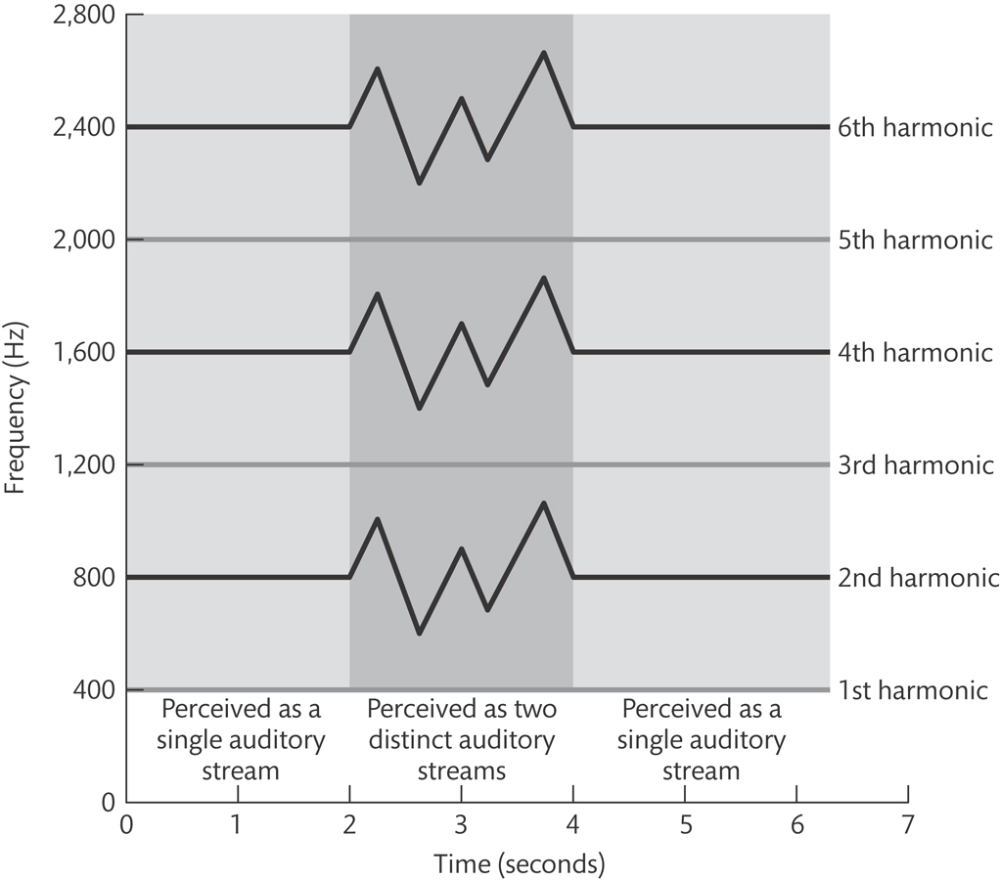 2,800
2,400
2,000
1,600
1,200
800
400
0
Frequency (Hz)
6th harmonic
5th harmonic
4th harmonic
3rd harmonic
2nd harmonic
1st harmonic
Perceived as a
single auditory
stream
Perceived as two
distinct auditory
streams
Perceived as a
single auditory
stream
0 1 2 3 4 5 6 7
Time (seconds)